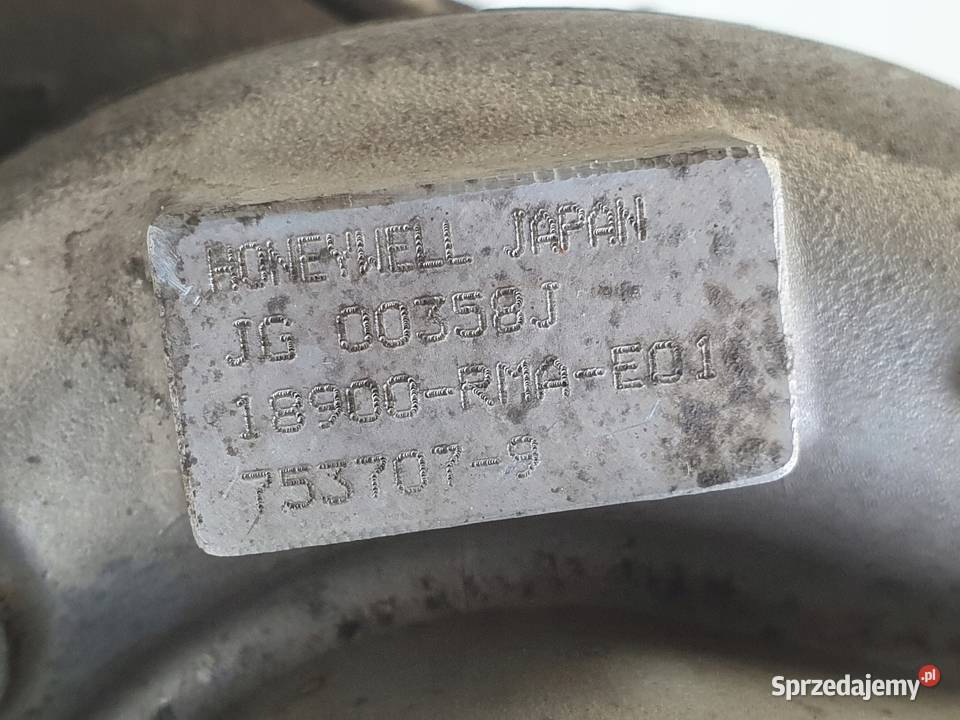 HONEYWELL JAPAN
JG 00358J
18900-RMA-E01
753707-9
Sprzedajemy.pl